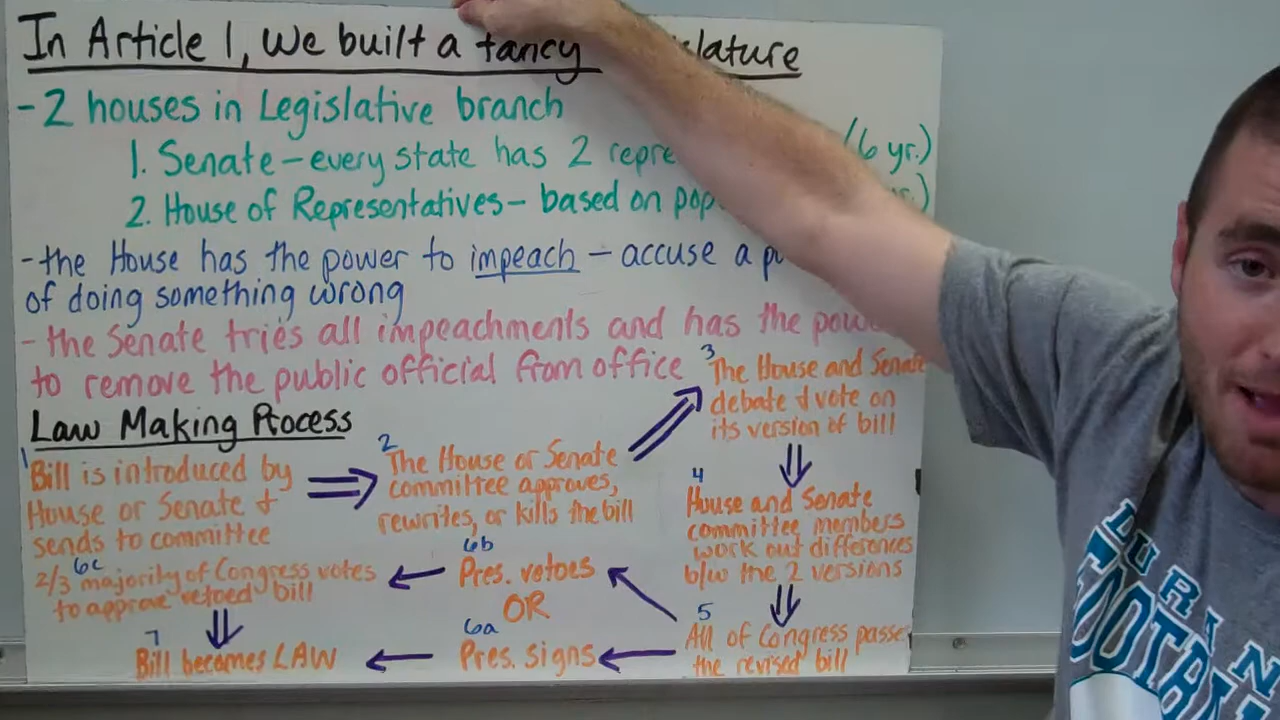 In Article 1, We built a fancy slature
- 2 houses in Legislative branch
1. Senate - every state has 2 repre (6 yr.)
2. House of Representatives - based on pop r.)
- the House has the power to impeach - accuse a pu
of doing something wrong
- the Senate tries all impeachments and has the powe
to remove the public official from office
Law Making Process
1
Bill is introduced by
House or Senate &
sends to committee
2
The House or Senate
committee approves,
rewrites, or kills the bill
3
The House and Senate
debate & vote on
its version of bill
4
House and Senate
committee members
work out differences
b/w the 2 versions
5
All of Congress passe
the revised bill
6a
Pres. signs
OR
6b
Pres. vetoes
6c
2/3 majority of Congress votes
to approve vetoed bill
7
Bill becomes LAW
LURAN
FOOTBAL